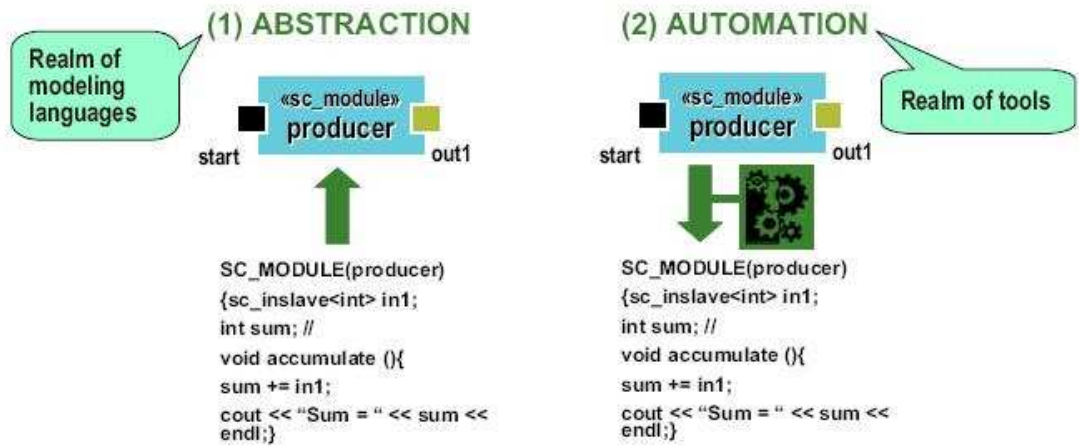 (1) ABSTRACTION
Realm of
modeling
languages
«sc_module»
producer
start
out1
SC_MODULE(producer)
{sc_inslave<int> in1;
int sum; //
void accumulate (){
sum += in1;
cout << “Sum = “ << sum <<
endl;}
(2) AUTOMATION
Realm of tools
«sc_module»
producer
start
out1
SC_MODULE(producer)
{sc_inslave<int> in1;
int sum; //
void accumulate (){
sum += in1;
cout << “Sum = “ << sum <<
endl;}